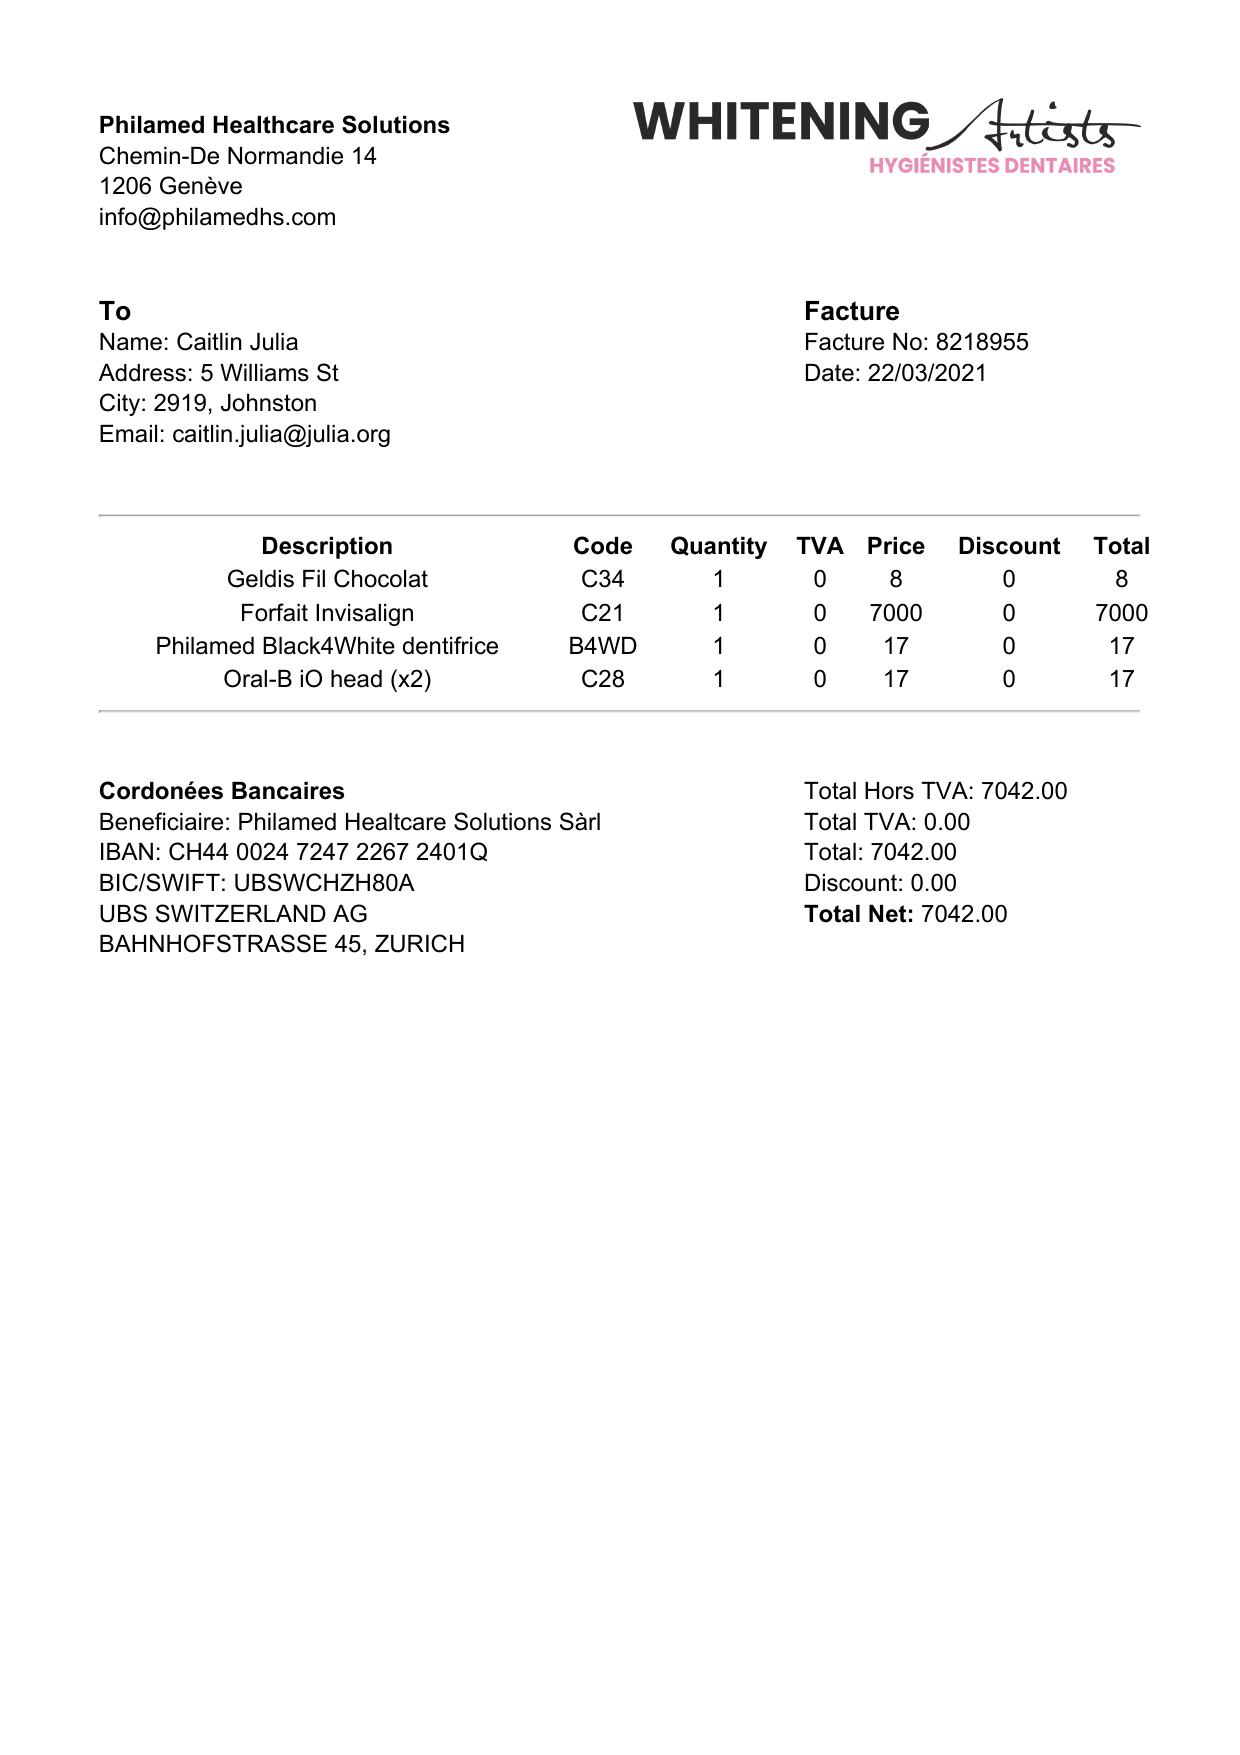 Philamed Healthcare Solutions
Chemin-De Normandie 14
1206 Genève
info@philamedhs.com
WHITENING Artists
HYGIÉNISTES DENTAIRES
To
Name: Caitlin Julia
Address: 5 Williams St
City: 2919, Johnston
Email: caitlin.julia@julia.org
Facture
Facture No: 8218955
Date: 22/03/2021
Description Code Quantity TVA Price Discount Total
Geldis Fil Chocolat C34 1 0 8 0 8
Forfait Invisalign C21 1 0 7000 0 7000
Philamed Black4White dentifrice B4WD 1 0 17 0 17
Oral-B iO head (x2) C28 1 0 17 0 17
Cordonées Bancaires
Beneficiaire: Philamed Healtcare Solutions Sàrl
IBAN: CH44 0024 7247 2267 2401Q
BIC/SWIFT: UBSWCHZH80A
UBS SWITZERLAND AG
BAHNHOFSTRASSE 45, ZURICH
Total Hors TVA: 7042.00
Total TVA: 0.00
Total: 7042.00
Discount: 0.00
Total Net: 7042.00